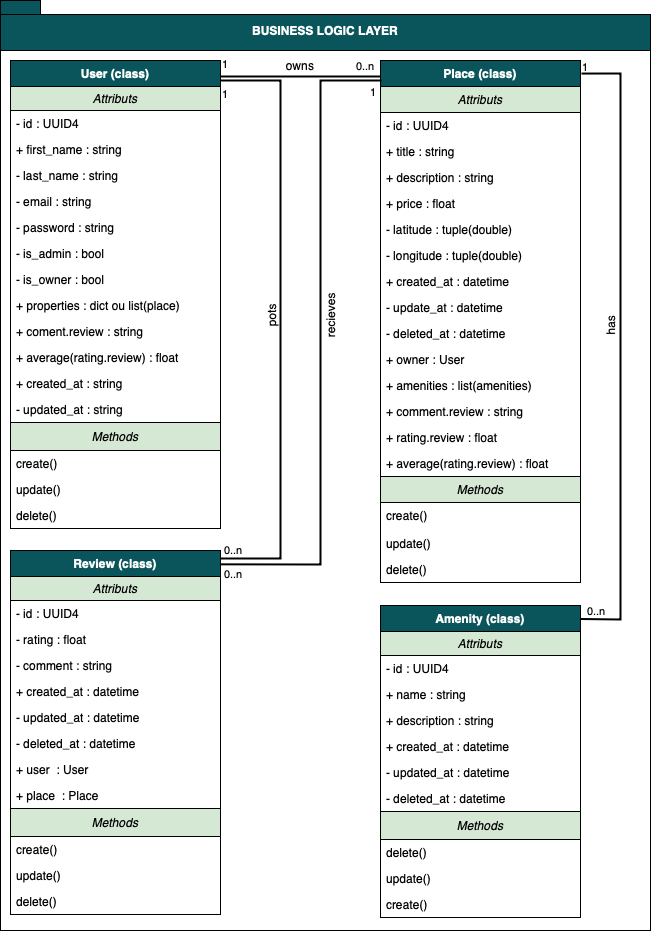 BUSINESS LOGIC LAYER
User (class)
Attributs
- id : UUID4
+ first_name : string
- last_name : string
- email : string
- password : string
- is_admin : bool
- is_owner : bool
+ properties : dict ou list(place)
+ coment.review : string
+ average(rating.review) : float
+ created_at : string
- updated_at : string
Methods
create()
update()
delete()
1
owns
0..n
1
1
Place (class)
Attributs
- id : UUID4
+ title : string
+ description : string
+ price : float
- latitude : tuple(double)
- longitude : tuple(double)
+ created_at : datetime
- update_at : datetime
- deleted_at : datetime
+ owner : User
+ amenities : list(amenities)
+ comment.review : string
+ rating.review : float
+ average(rating.review) : float
Methods
create()
update()
delete()
1
pots
recieves
has
0..n
0..n
Review (class)
Attributs
- id : UUID4
- rating : float
- comment : string
+ created_at : datetime
- updated_at : datetime
- deleted_at : datetime
+ user : User
+ place : Place
Methods
create()
update()
delete()
0..n
Amenity (class)
Attributs
- id : UUID4
+ name : string
+ description : string
+ created_at : datetime
- updated_at : datetime
- deleted_at : datetime
Methods
delete()
update()
create()